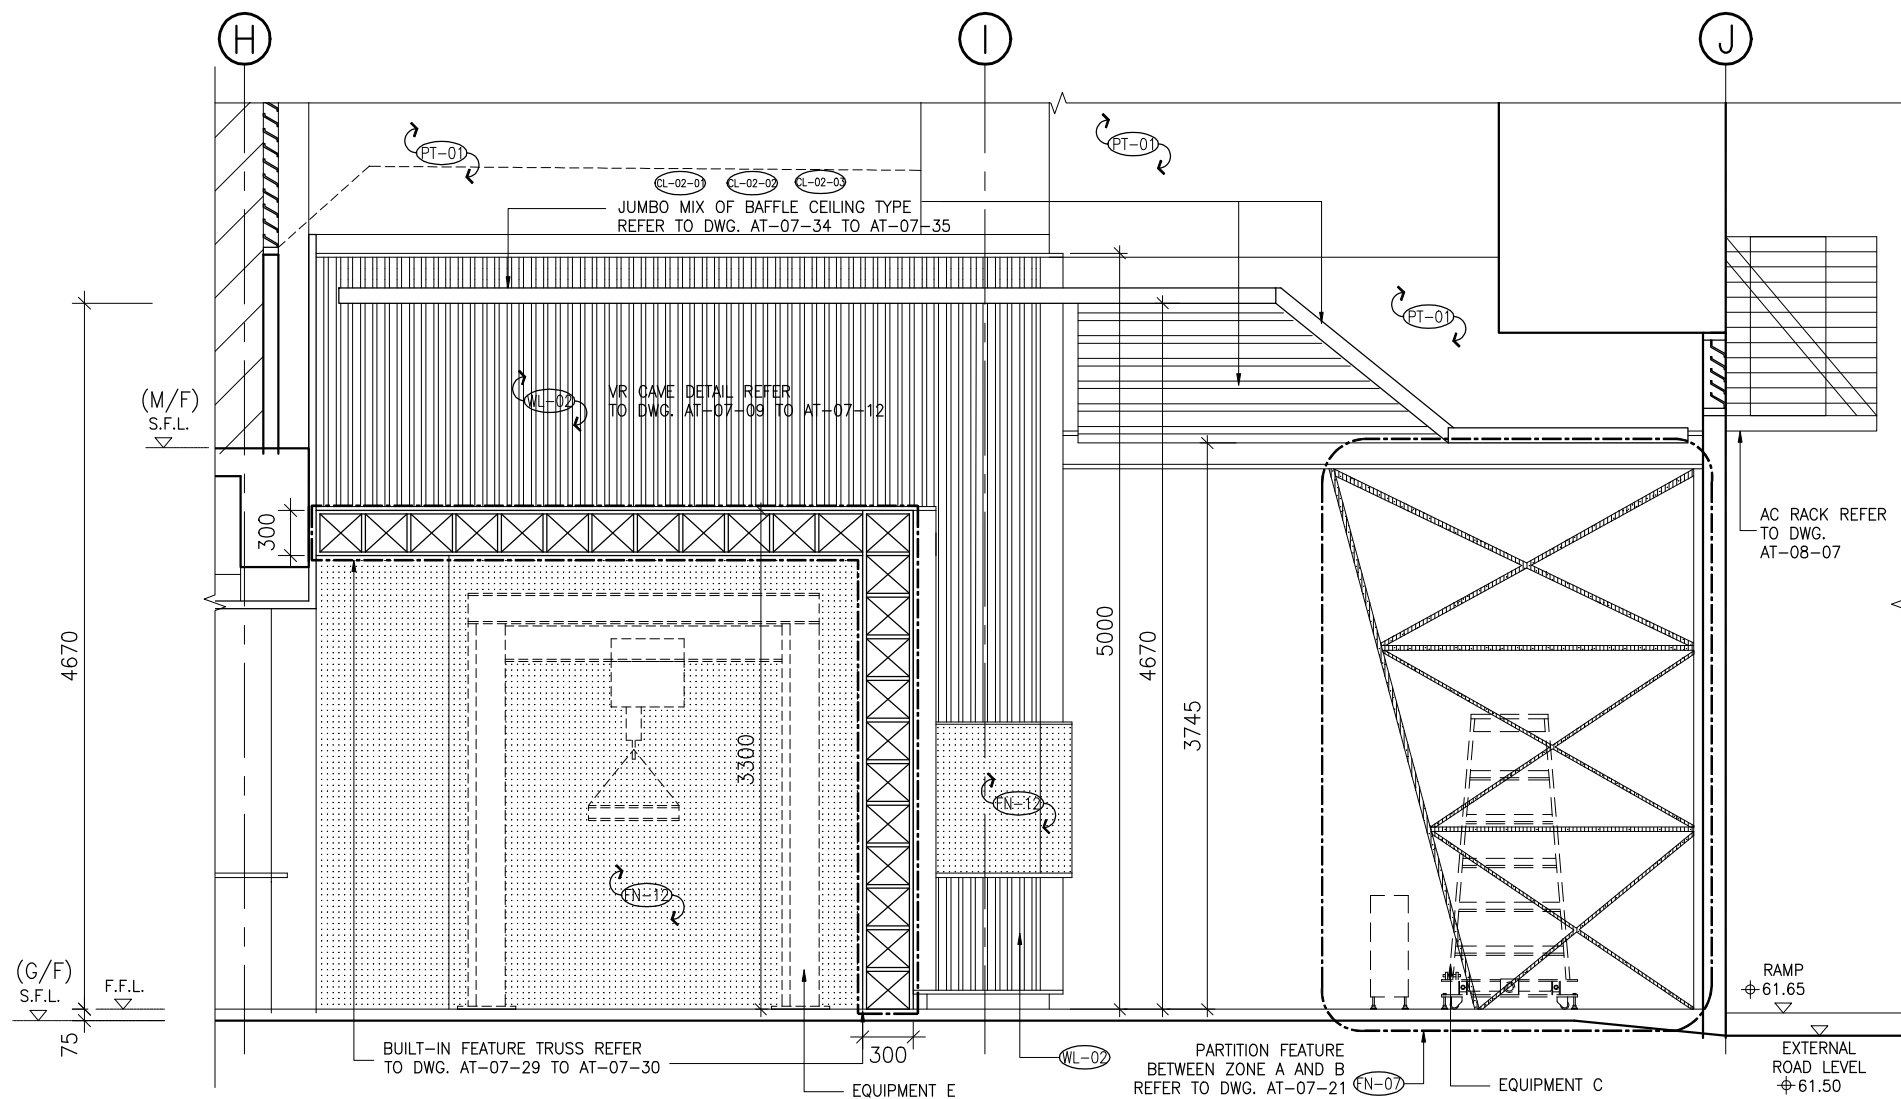 H
I
J
PT-01
PT-01
CL-02-01
CL-02-02
CL-02-03
JUMBO MIX OF BAFFLE CEILING TYPE
REFER TO DWG. AT-07-34 TO AT-07-35
PT-01
WL-02
VR CAVE DETAIL REFER
TO DWG. AT-07-09 TO AT-07-12
(M/F)
S.F.L.
300
4670
3300
5000
4670
3745
AC RACK REFER
TO DWG.
AT-08-07
FN-12
FN-12
(G/F)
S.F.L.
F.F.L.
75
RAMP
61.65
EXTERNAL
ROAD LEVEL
61.50
BUILT-IN FEATURE TRUSS REFER
TO DWG. AT-07-29 TO AT-07-30
300
EQUIPMENT E
WL-02
PARTITION FEATURE
BETWEEN ZONE A AND B
REFER TO DWG. AT-07-21
FN-07
EQUIPMENT C